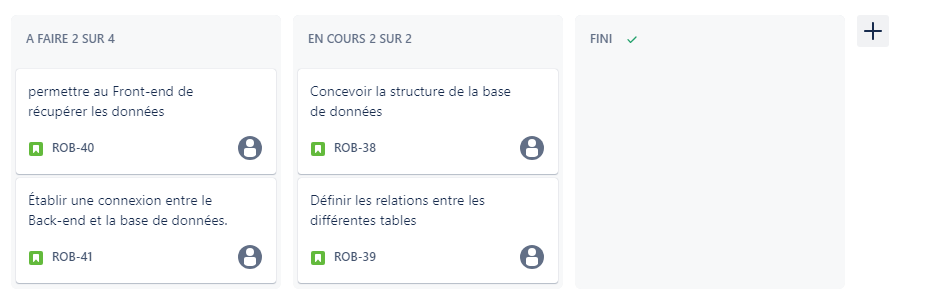 A FAIRE 2 SUR 4
permettre au Front-end de
récupérer les données
ROB-40
Établir une connexion entre le
Back-end et la base de données.
ROB-41
EN COURS 2 SUR 2
Concevoir la structure de la base
de données
ROB-38
Définir les relations entre les
différentes tables
ROB-39
FINI